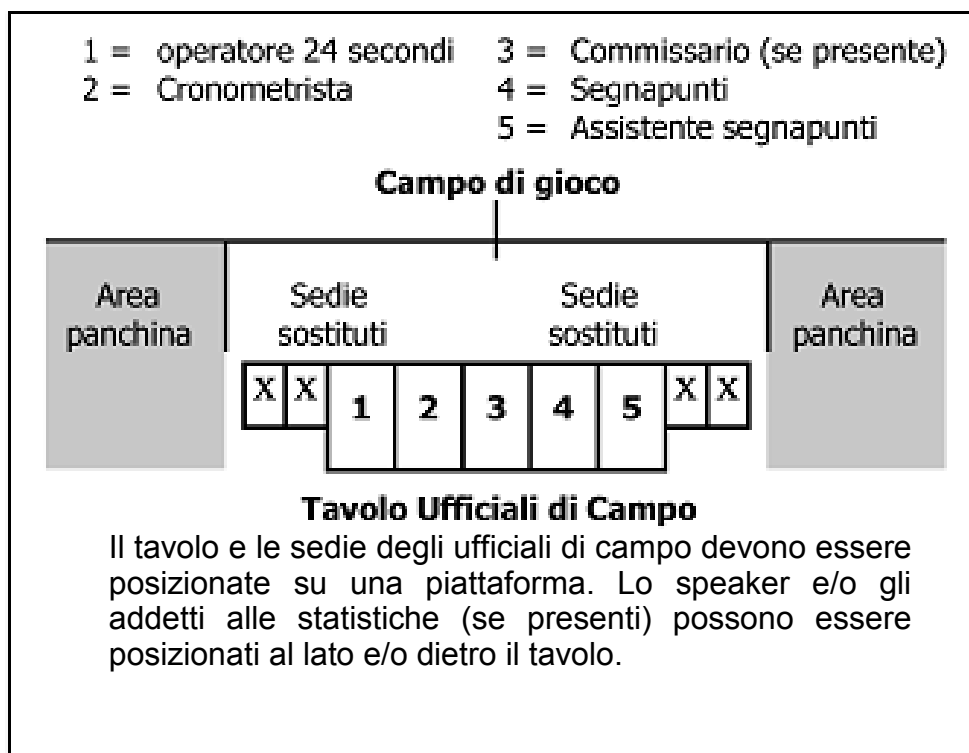 1 = operatore 24 secondi
2 = Cronometrista
3 = Commissario (se presente)
4 = Segnapunti
5 = Assistente segnapunti
Campo di gioco
Area
panchina
Sedie
sostituti
Sedie
sostituti
Area
panchina
X X 1 2 3 4 5 X X
Tavolo Ufficiali di Campo
Il tavolo e le sedie degli ufficiali di campo devono essere
posizionate su una piattaforma. Lo speaker e/o gli
addetti alle statistiche (se presenti) possono essere
posizionati al lato e/o dietro il tavolo.